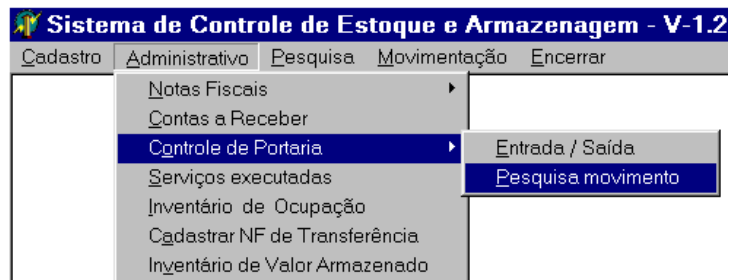 Sistema de Controle de Estoque e Armazenagem - V-1.2
Cadastro Administrativo Pesquisa Movimentação Encerrar
Notas Fiscais
Contas a Receber
Controle de Portaria
Entrada / Saída
Pesquisa movimento
Serviços executadas
Inventário de Ocupação
Cadastrar NF de Transferência
Inventário de Valor Armazenado